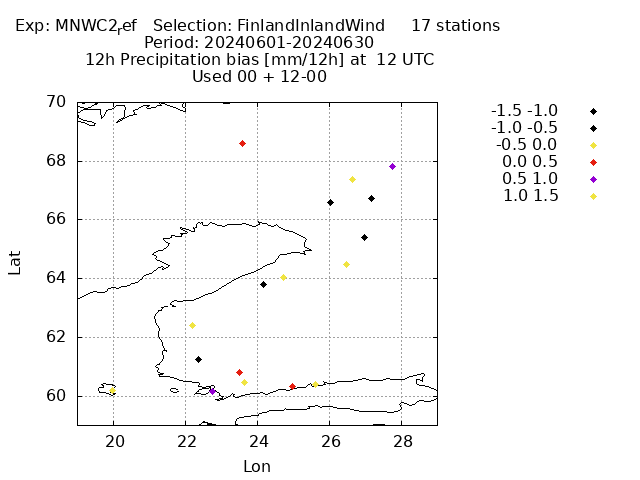 Exp: MNWC2ref   Selection: FinlandInlandWind   17 stations
Period: 20240601-20240630
12h Precipitation bias [mm/12h] at  12 UTC
Used 00 + 12-00
-1.5 -1.0
-1.0 -0.5
-0.5 0.0
0.0 0.5
0.5 1.0
1.0 1.5
70
68
66
64
62
60
Lat
20 22 24 26 28
Lon